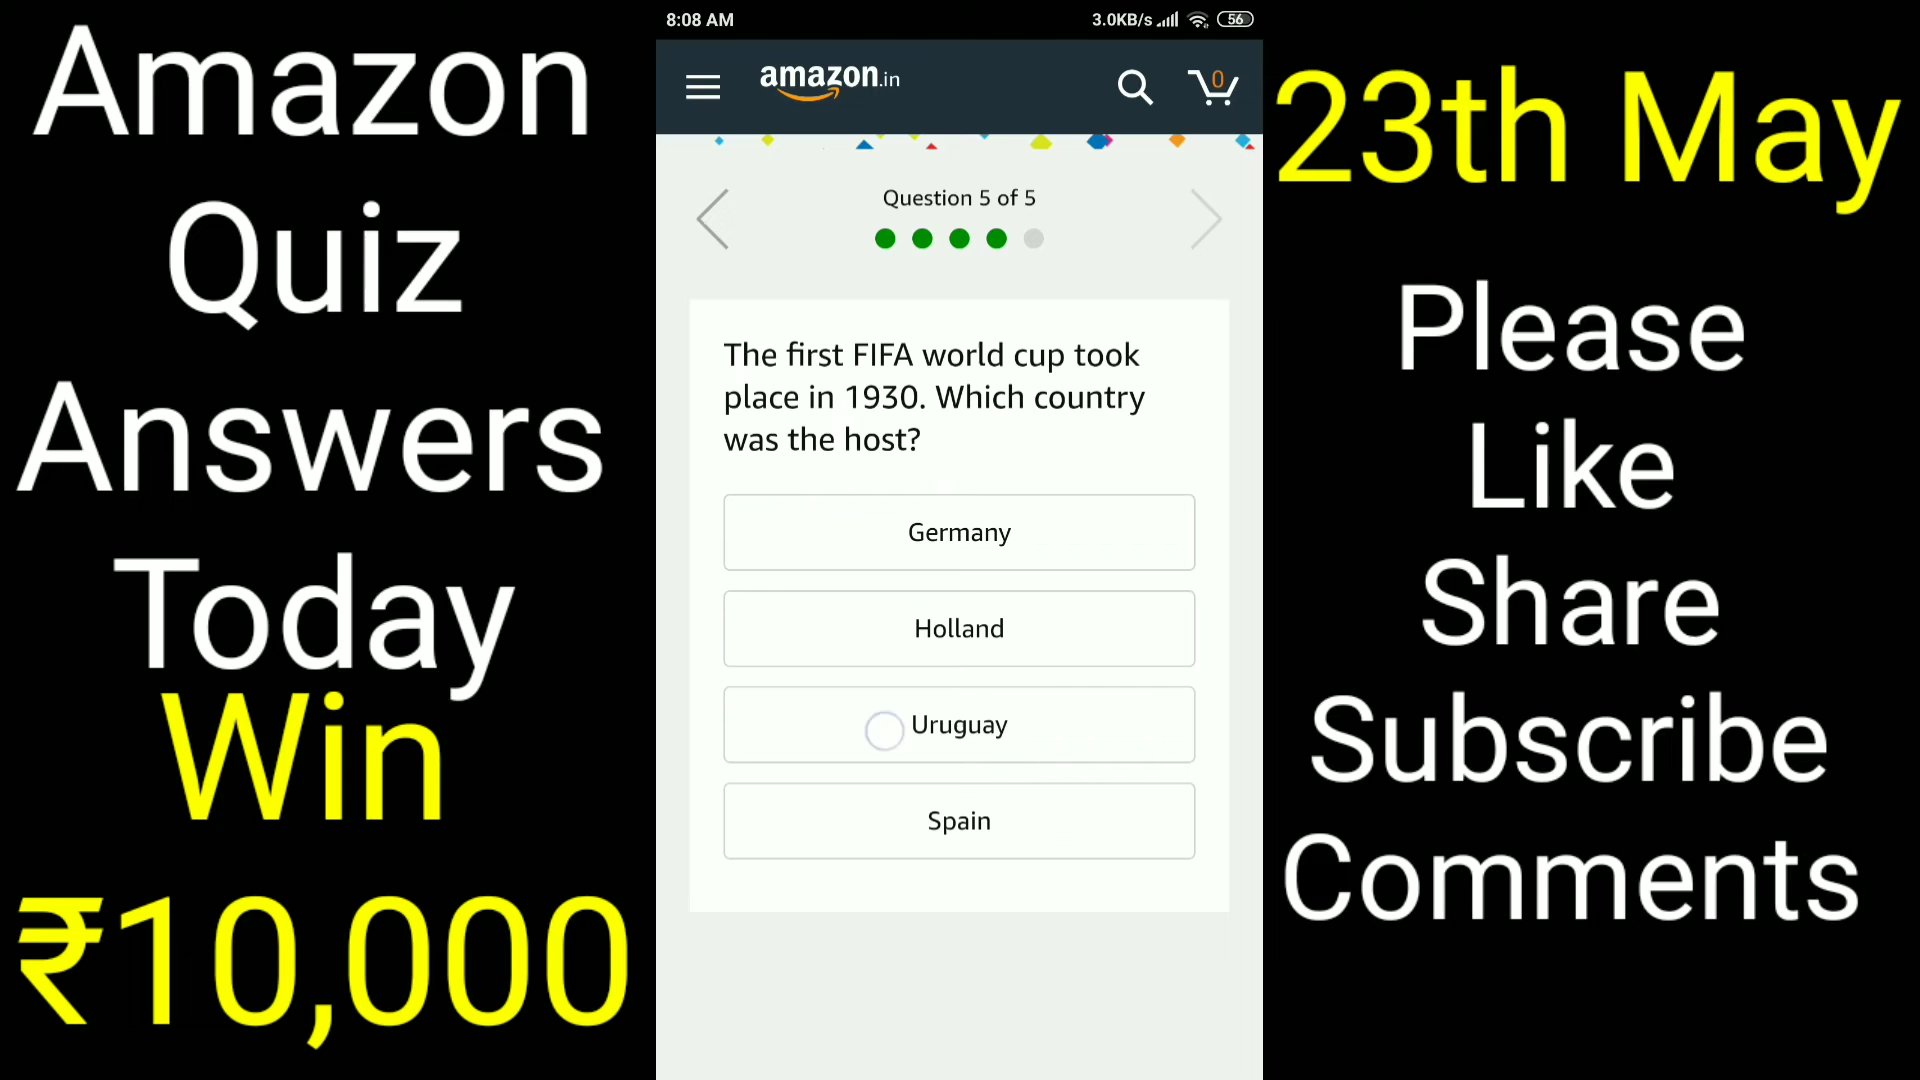 Amazon
Quiz
Answers
Today
Win
₹10,000
8:08 AM
3.0KB/s
56
amazon.in
0
Question 5 of 5
The first FIFA world cup took
place in 1930. Which country
was the host?
Germany
Holland
Uruguay
Spain
23th May
Please
Like
Share
Subscribe
Comments